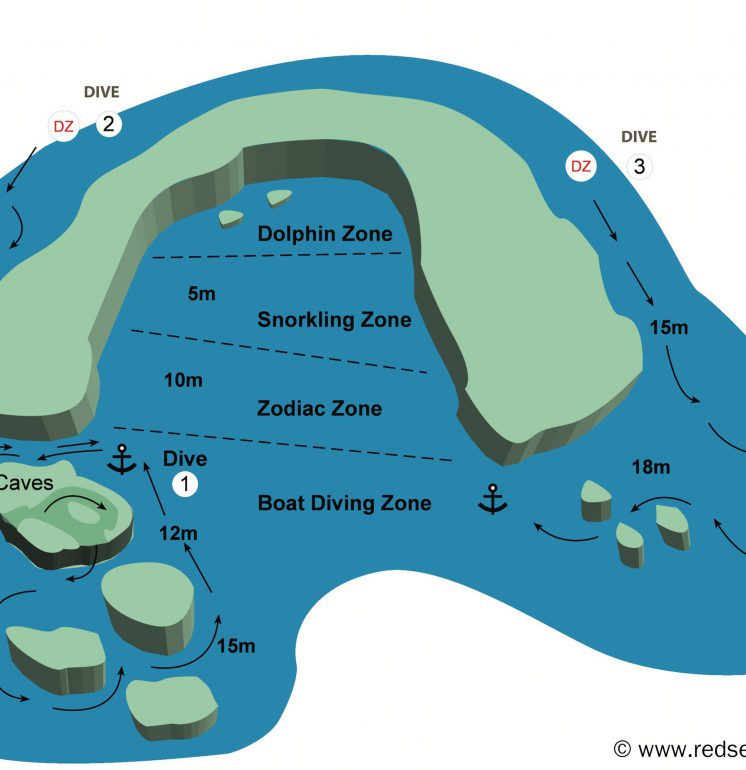 DIVE
DZ 2
DIVE
DZ 3
Dolphin Zone
5m
Snorkling Zone
15m
10m
Zodiac Zone
Dive
1
Caves
18m
Boat Diving Zone
12m
15m
© www.redse